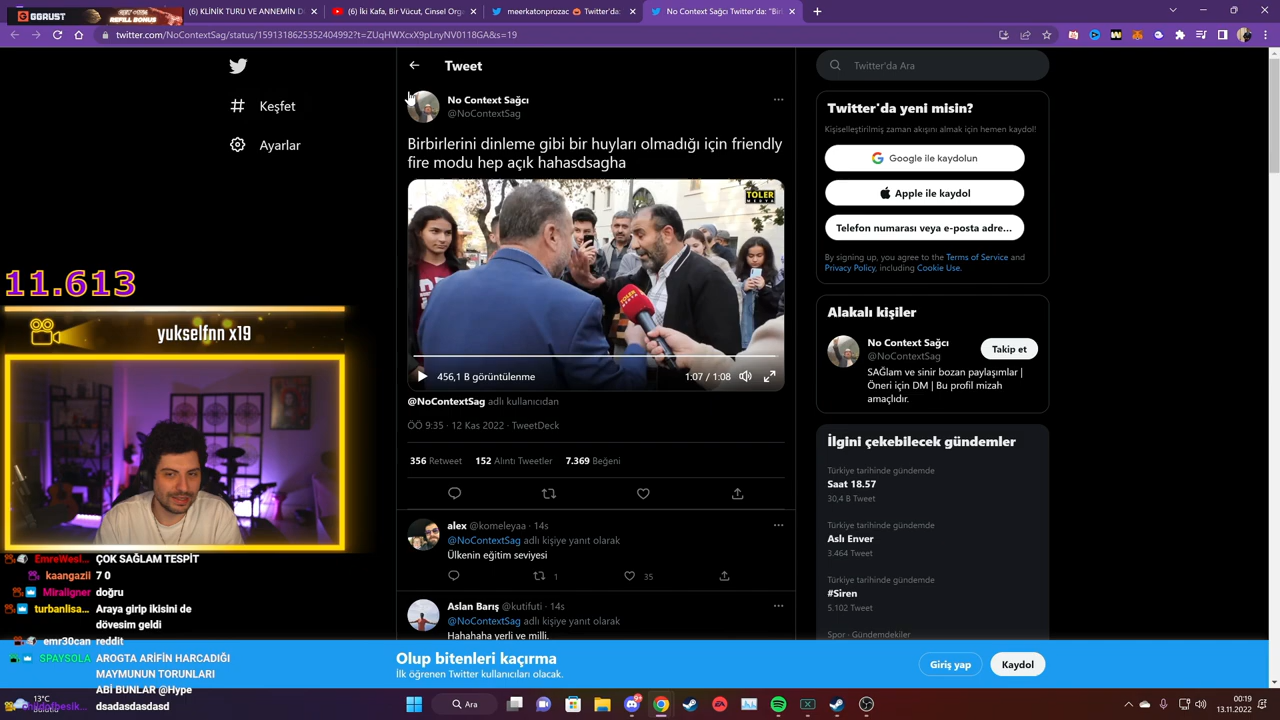 GGRUST
REFILL BONUS
(6) KLİNİK TURU VE ANNEMİN D
(6) İki Kafa, Bir Vücut, Cinsel Org
meerkatonsozac
Twitter'da:
No Context Sağcı Twitter'da: "Bir
twitter.com/NoContextSag/status/1591318625352404992?t=ZUqHWXcxX9pLnyNV0118GA&s=19
Keşfet
Ayarlar
Tweet
No Context Sağcı
@NoContextSag
Birbirlerini dinleme gibi bir huyları olmadığı için friendly
fire modu hep açık hahasdsagha
TOLER
MEDYA
456,1 B görüntülenme
1:07 / 1:08
@NoContextSag adlı kullanıcıdan
ÖÖ 9:35 · 12 Kas 2022 · TweetDeck
356 Retweet 152 Alıntı Tweetler 7.369 Beğeni
alex @komeleyaa · 14s
@NoContextSag adlı kişiye yanıt olarak
Ülkenin eğitim seviyesi
1
35
Aslan Barış @kutifuti · 14s
@NoContextSag adlı kişiye yanıt olarak
Hahahaha yerli ve milli.
Twitter'da Ara
Twitter'da yeni misin?
Kişiselleştirilmiş zaman akışını almak için hemen kaydol!
Google ile kaydolun
Apple ile kaydol
Telefon numarası veya e-posta adre...
By signing up, you agree to the Terms of Service and
Privacy Policy, including Cookie Use.
Alakalı kişiler
No Context Sağcı
@NoContextSag
Takip et
SAĞlam ve sinir bozan paylaşımlar |
Öneri için DM | Bu profil mizah
amaçlıdır.
İlgini çekebilecek gündemler
Türkiye tarihinde gündemde
Saat 18.57
30,4 B Tweet
Türkiye tarihinde gündemde
Aslı Enver
3.464 Tweet
Türkiye tarihinde gündemde
#Siren
5.102 Tweet
Spor · Gündemdekiler
11.613
yukselfnn x19
EmreWesl... ÇOK SAĞLAM TESPİT
kaangazii 7 0
Miraligner doğru
turbanlisa... Araya girip ikisini de
dövesim geldi
emr30can reddit
SPAYSOLA AROGTA ARİFİN HARCADIĞI
MAYMUNUN TORUNLARI
ABİ BUNLAR @Hype
dsadasdasdasd
Olup bitenleri kaçırma
İlk öğrenen Twitter kullanıcıları olacak.
Giriş yap
Kaydol
13°C
Ara
00:19
13.11.2022